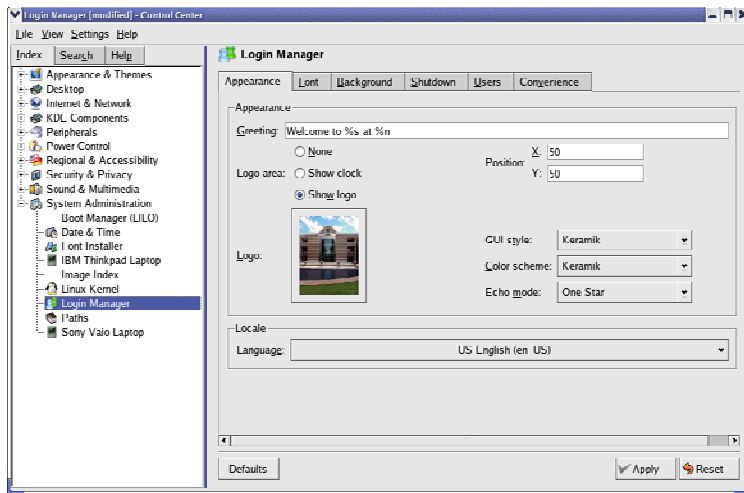 Login Manager [modified] - Control Center
File View Settings Help
Index Search Help
Appearance & Themes
Desktop
Internet & Network
KDE Components
Peripherals
Power Control
Regional & Accessibility
Security & Privacy
Sound & Multimedia
System Administration
Boot Manager (LILO)
Date & Time
Font Installer
IBM Thinkpad Laptop
Image Index
Linux Kernel
Login Manager
Paths
Sony Vaio Laptop
Login Manager
Appearance Font Background Shutdown Users Convenience
Appearance
Greeting: Welcome to %s at %n
None
Logo area: Show clock
Show logo
Position: X: 50
Y: 50
Logo:
GUI style: Keramik
Color scheme: Keramik
Echo mode: One Star
Locale
Language: US English (en_US)
Defaults Apply Reset